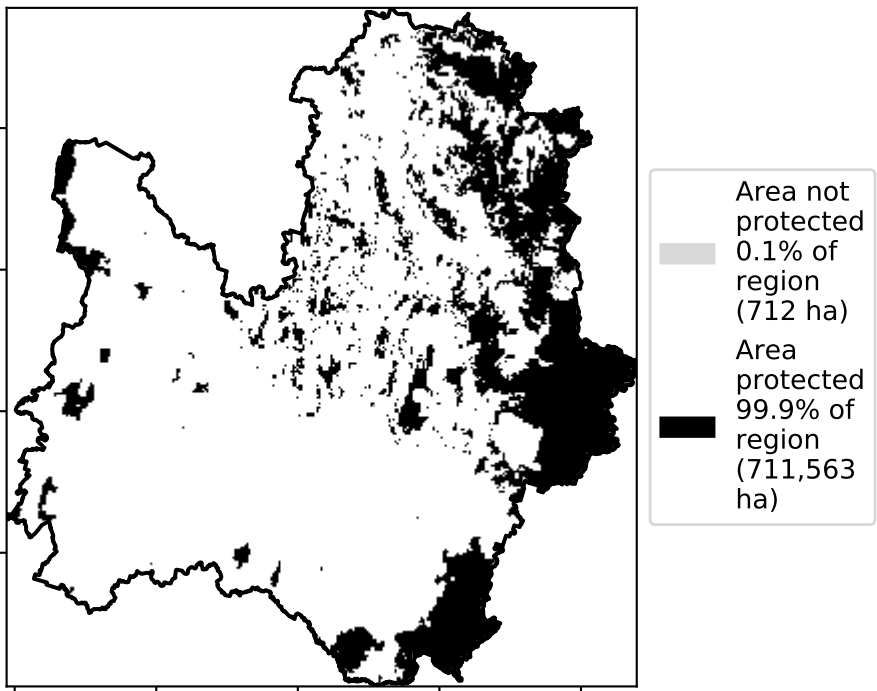 Area not
protected
0.1% of
region
(712 ha)
Area
protected
99.9% of
region
(711,563
ha)